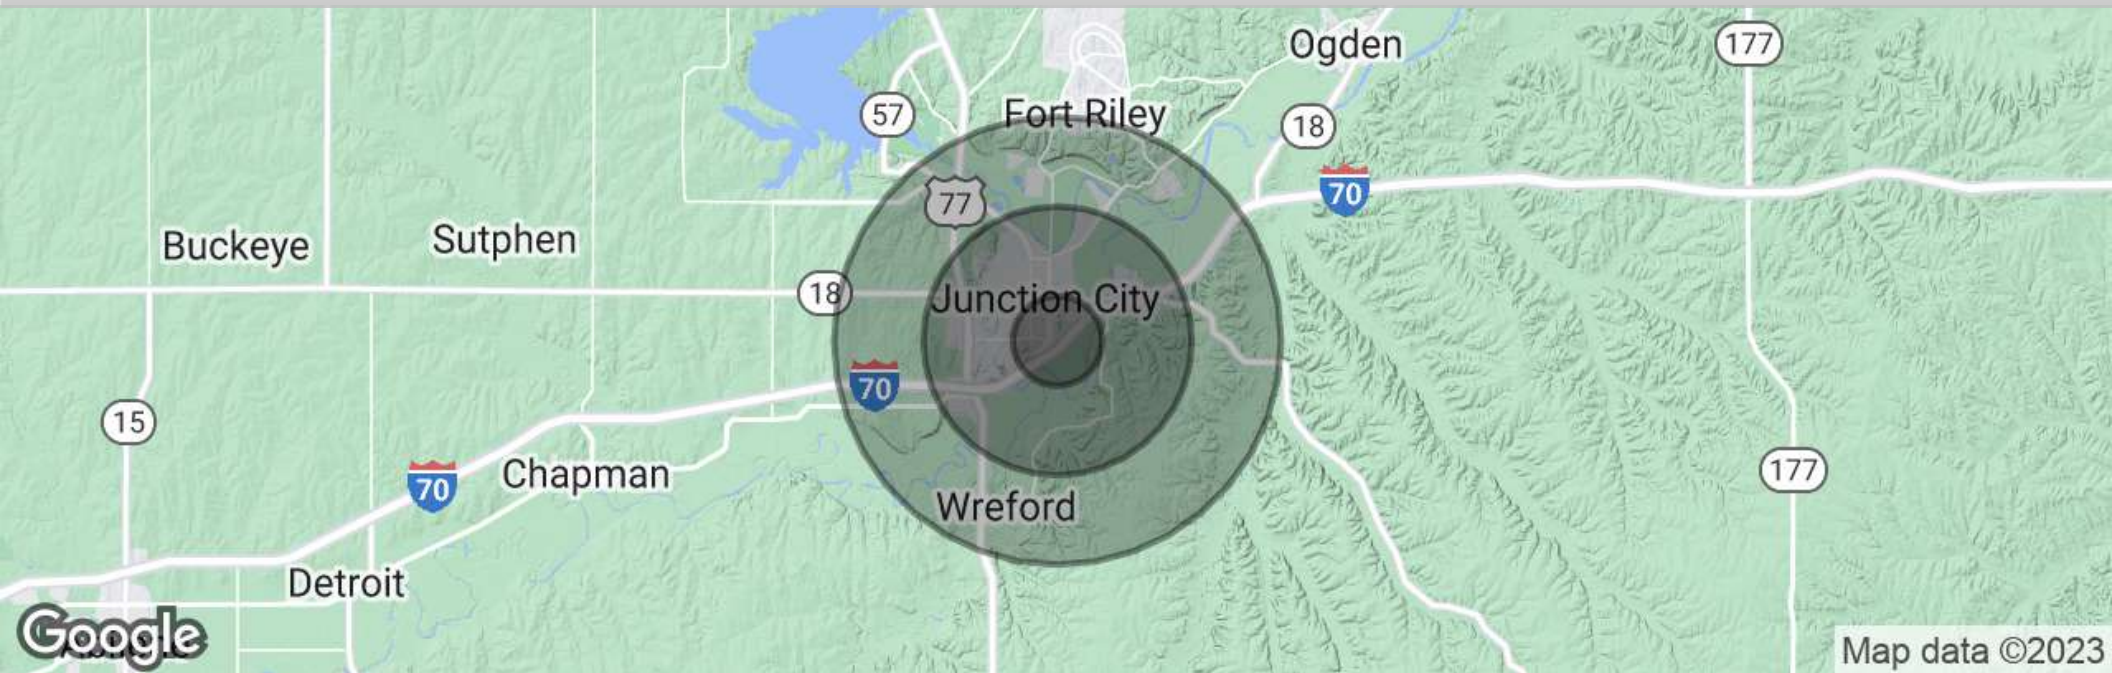 Ogden
177
57
Fort Riley
18
70
77
Buckeye
Sutphen
18
Junction City
70
15
177
70
Chapman
Wreford
Detroit
Google
Map data ©2023